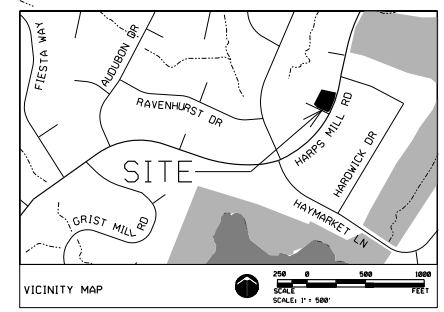 FIESTA WAY
AUDUBON DR
RAVENHURST DR
HARPS MILL RD
HARDWICK DR
SITE
HAYMARKET LN
GRIST MILL RD
VICINITY MAP
250 0 500 1000
SCALE FEET
SCALE: 1" = 500'